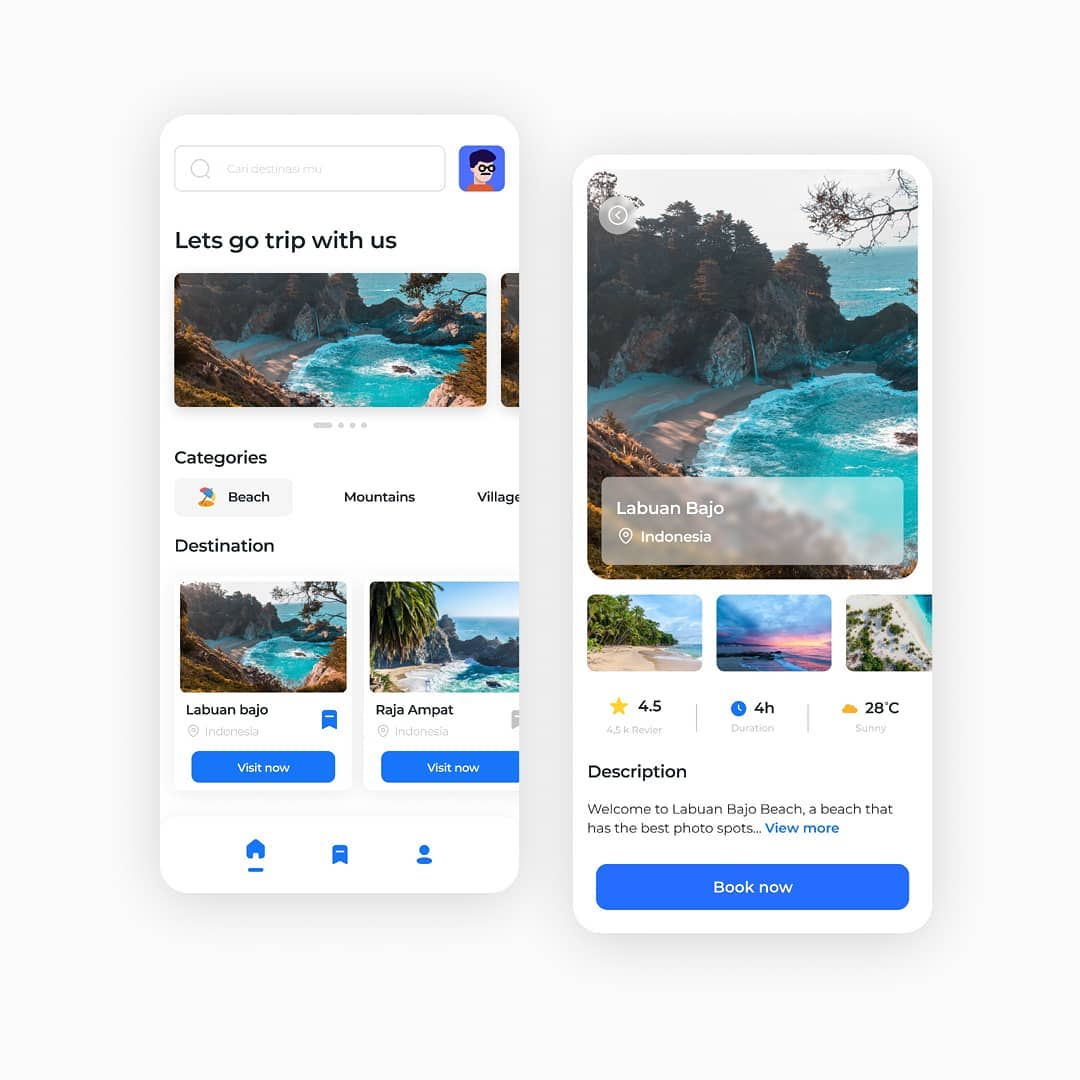 Cari destinasi mu
Lets go trip with us
Categories
Beach
Mountains
Village
Destination
Labuan bajo
Indonesia
Visit now
Raja Ampat
Indonesia
Visit now
Labuan Bajo
Indonesia
4.5
4,5 k Revier
4h
Duration
28°C
Sunny
Description
Welcome to Labuan Bajo Beach, a beach that
has the best photo spots... View more
Book now